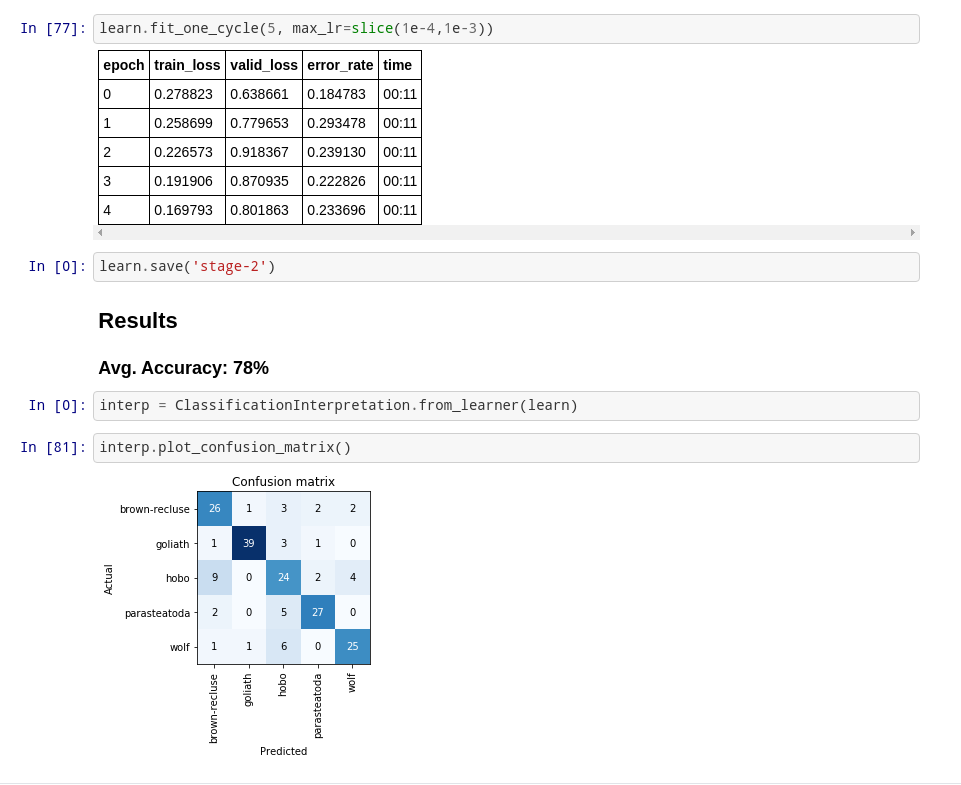 In [77]: learn.fit_one_cycle(5, max_lr=slice(1e-4,1e-3))
epoch train_loss valid_loss error_rate time
0 0.278823 0.638661 0.184783 00:11
1 0.258699 0.779653 0.293478 00:11
2 0.226573 0.918367 0.239130 00:11
3 0.191906 0.870935 0.222826 00:11
4 0.169793 0.801863 0.233696 00:11
In [0]: learn.save('stage-2')
Results
Avg. Accuracy: 78%
In [0]: interp = ClassificationInterpretation.from_learner(learn)
In [81]: interp.plot_confusion_matrix()
Confusion matrix
brown-recluse 26 1 3 2 2
goliath 1 39 3 1 0
hobo 9 0 24 2 4
parasteatoda 2 0 5 27 0
wolf 1 1 6 0 25
Actual
brown-recluse goliath hobo parasteatoda wolf
Predicted